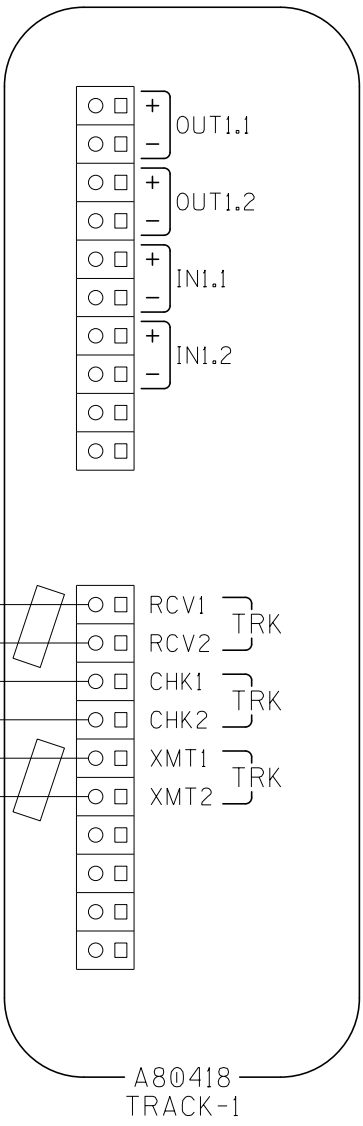 +
OUT1.1
-
+
OUT1.2
-
+
IN1.1
-
+
IN1.2
-
RCV1
TRK
RCV2
CHK1
TRK
CHK2
XMT1
TRK
XMT2
A80418
TRACK-1